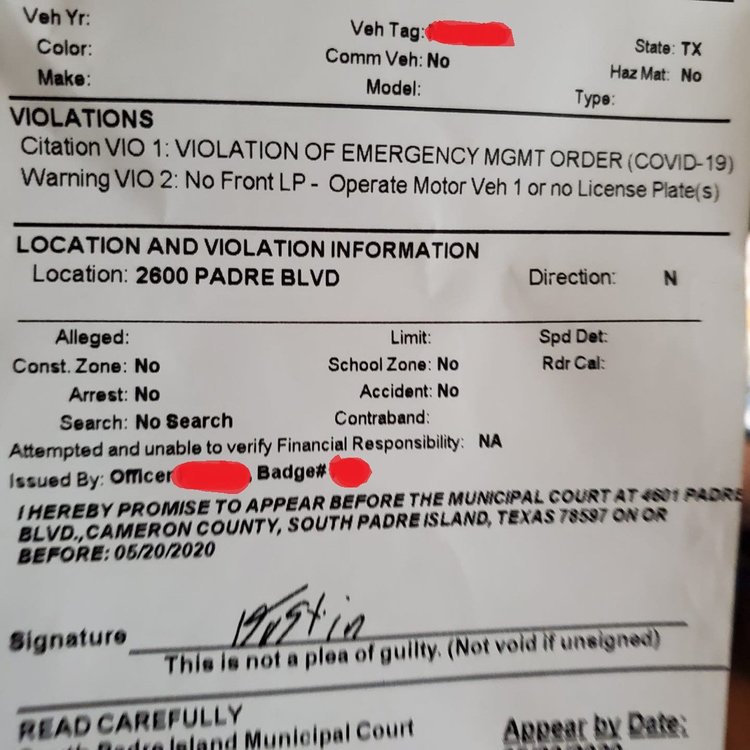 Veh Yr: Veh Tag: State: TX
Color: Comm Veh: No Haz Mat: No
Make: Model: Type:
VIOLATIONS
Citation VIO 1: VIOLATION OF EMERGENCY MGMT ORDER (COVID-19)
Warning VIO 2: No Front LP - Operate Motor Veh 1 or no License Plate(s)
LOCATION AND VIOLATION INFORMATION
Location: 2600 PADRE BLVD Direction: N
Alleged: Limit: Spd Det:
Const. Zone: No School Zone: No Rdr Cal:
Arrest: No Accident: No
Search: No Search Contraband:
Attempted and unable to verify Financial Responsibility: NA
Issued By: Officer , Badge#
I HEREBY PROMISE TO APPEAR BEFORE THE MUNICIPAL COURT AT 4601 PADRE
BLVD.,CAMERON COUNTY, SOUTH PADRE ISLAND, TEXAS 78597 ON OR
BEFORE: 05/20/2020
Signature
This is not a plea of guilty. (Not void if unsigned)
READ CAREFULLY
Padre Island Municipal Court Appear by Date: